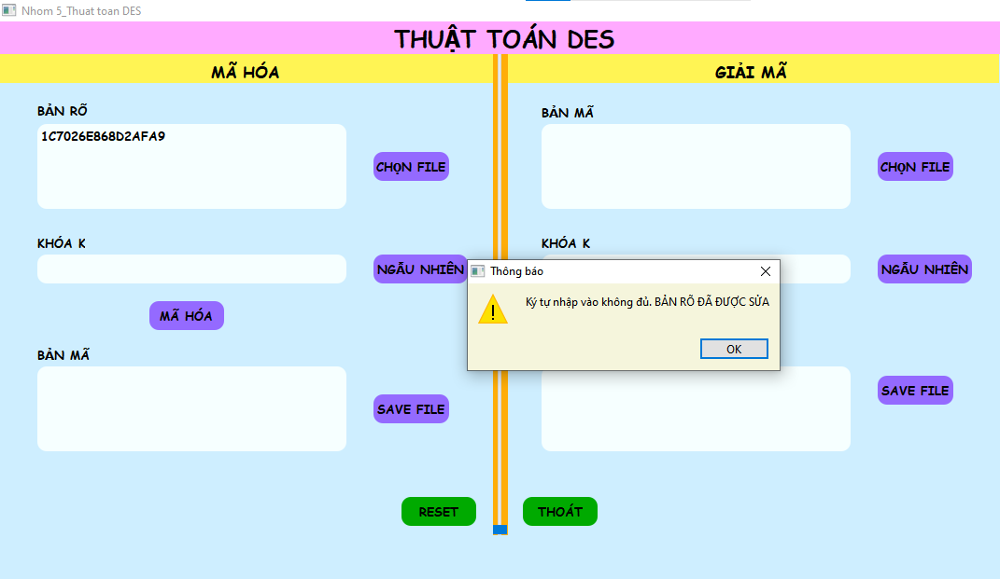 Nhom 5_Thuat toan DES
THUẬT TOÁN DES
MÃ HÓA
GIẢI MÃ
BẢN RÕ
1C7026E868D2AFA9
CHỌN FILE
KHÓA K
NGẪU NHIÊN
MÃ HÓA
BẢN MÃ
SAVE FILE
BẢN MÃ
CHỌN FILE
KHÓA K
NGẪU NHIÊN
Thông báo
Ký tự nhập vào không đủ. BẢN RÕ ĐÃ ĐƯỢC SỬA
OK
SAVE FILE
RESET
THOÁT